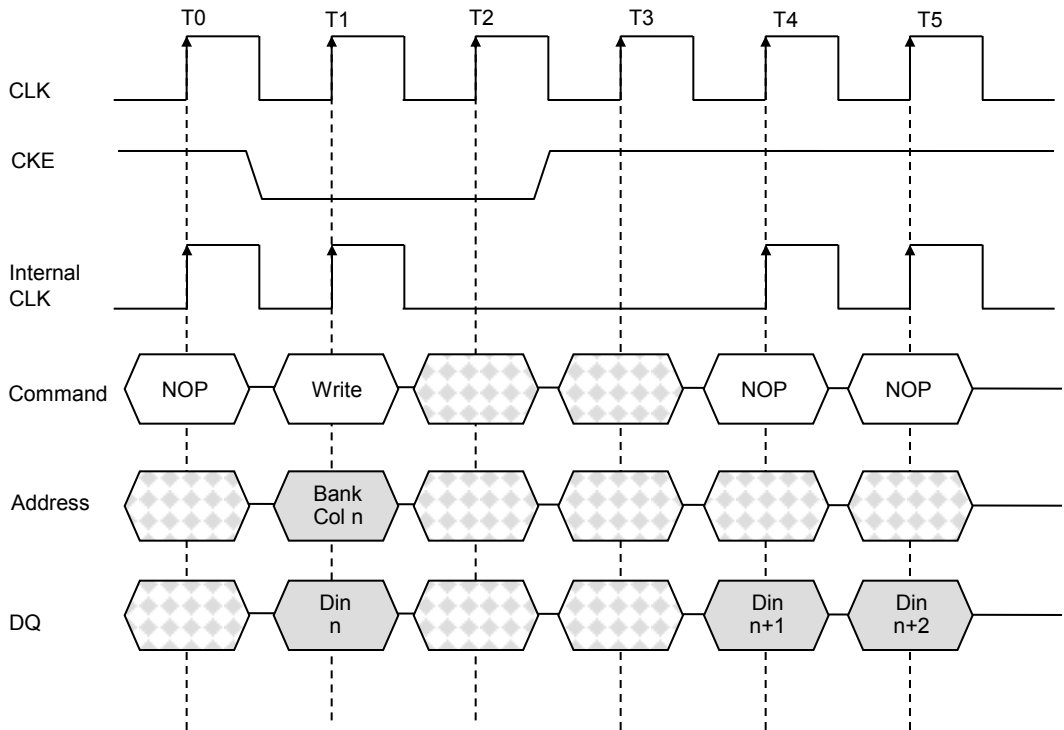 T0 T1 T2 T3 T4 T5
CLK
CKE
Internal
CLK
Command NOP Write NOP NOP
Address
Bank
Col n
DQ
Din
n
Din
n+1
Din
n+2